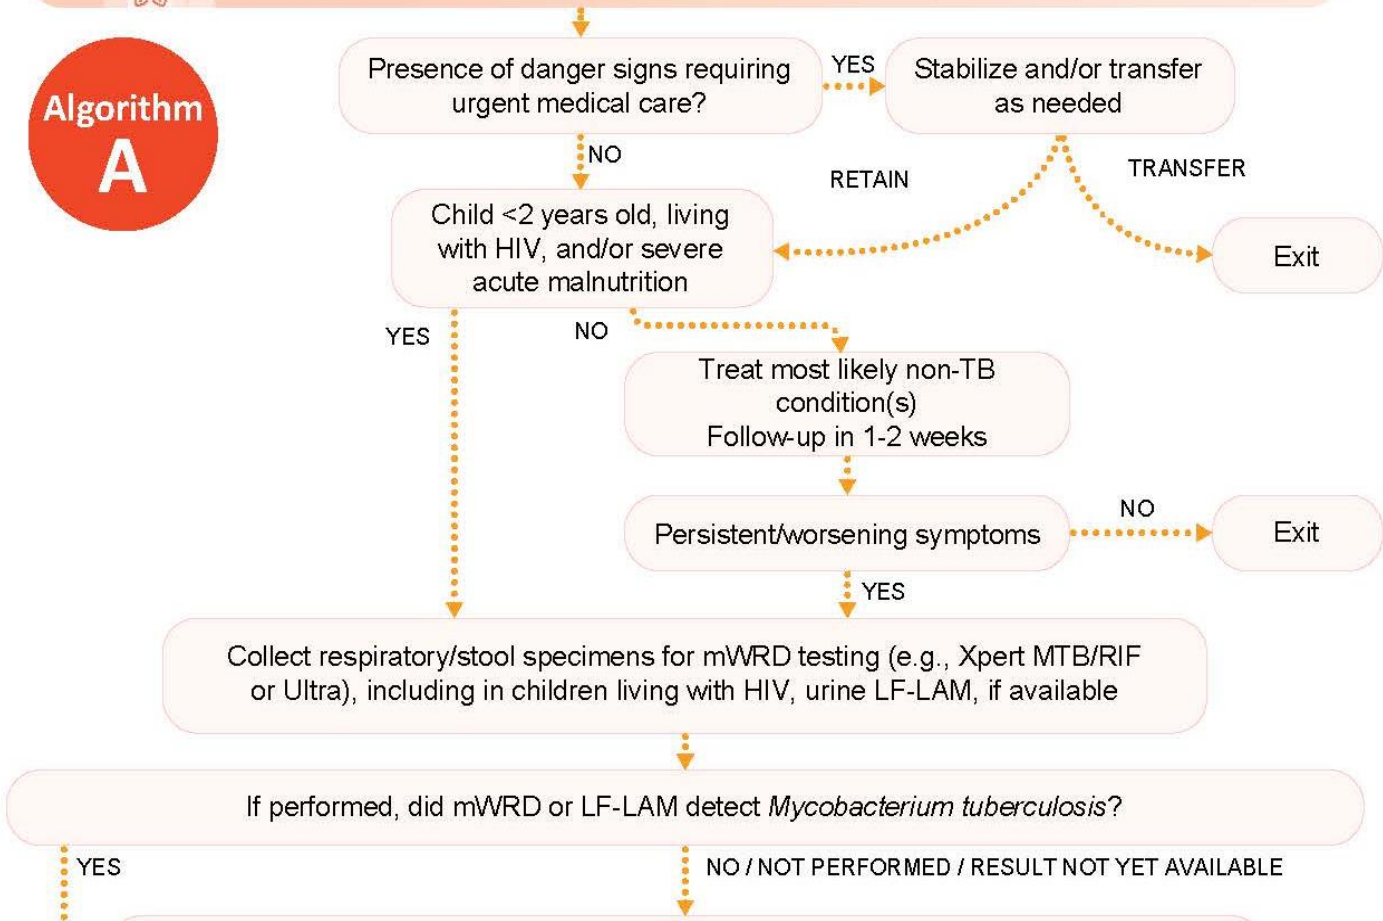 Algorithm
A
Presence of danger signs requiring
urgent medical care?
YES
Stabilize and/or transfer
as needed
NO
RETAIN
TRANSFER
Child <2 years old, living
with HIV, and/or severe
acute malnutrition
Exit
YES
NO
Treat most likely non-TB
condition(s)
Follow-up in 1-2 weeks
Persistent/worsening symptoms
NO
Exit
YES
Collect respiratory/stool specimens for mWRD testing (e.g., Xpert MTB/RIF
or Ultra), including in children living with HIV, urine LF-LAM, if available
If performed, did mWRD or LF-LAM detect Mycobacterium tuberculosis?
YES
NO / NOT PERFORMED / RESULT NOT YET AVAILABLE